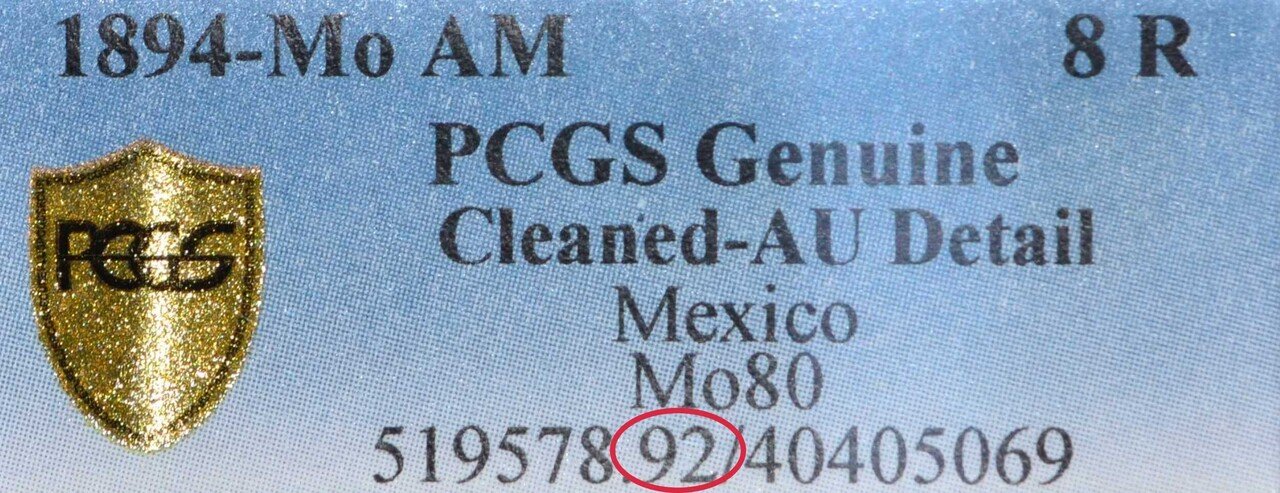 1894-Mo AM 8 R
PCGS Genuine
Cleaned-AU Detail
PCGS
Mexico
Mo80
519578.92/40405069